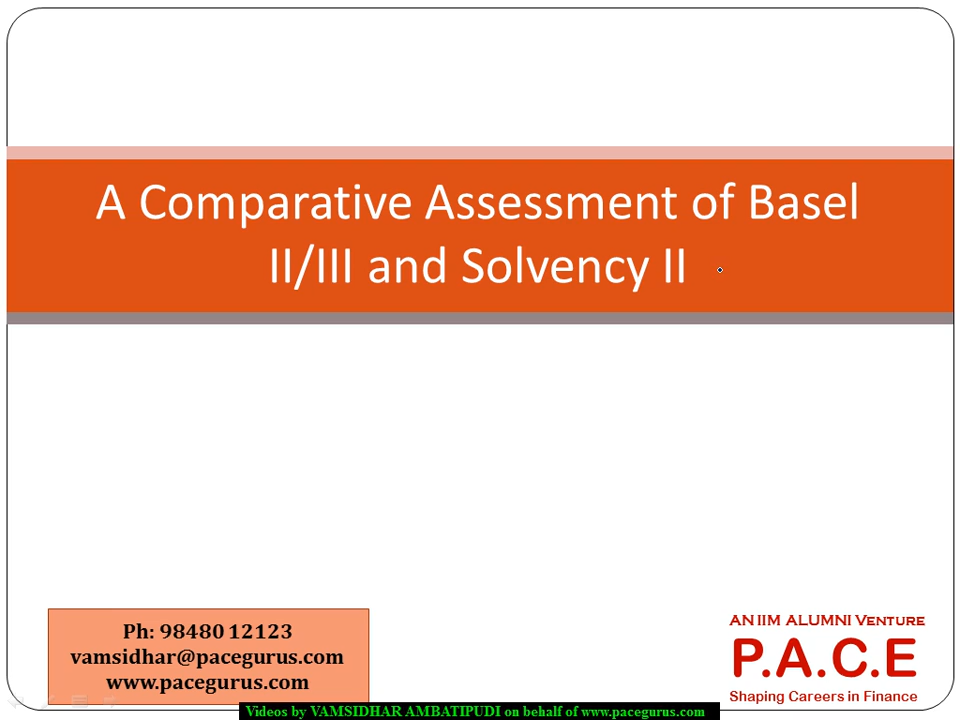 A Comparative Assessment of Basel
II/III and Solvency II
Ph: 98480 12123
vamsidhar@pacegurus.com
www.pacegurus.com
AN IIM ALUMNI VENTURE
P.A.C.E
Shaping Careers in Finance
Videos by VAMSIDHAR AMBATIPUDI on behalf of www.pacegurus.com